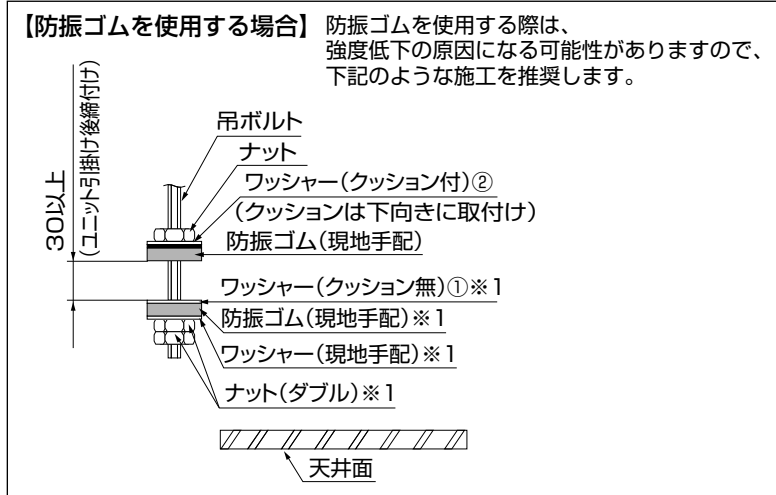 【防振ゴムを使用する場合】
防振ゴムを使用する際は、
強度低下の原因になる可能性がありますので、
下記のような施工を推奨します。
30以上
(ユニット引掛け後締付け)
吊ボルト
ナット
ワッシャー(クッション付)②
(クッションは下向きに取付け)
防振ゴム(現地手配)
ワッシャー(クッション無)①※1
防振ゴム(現地手配)※1
ワッシャー(現地手配)※1
ナット(ダブル)※1
天井面